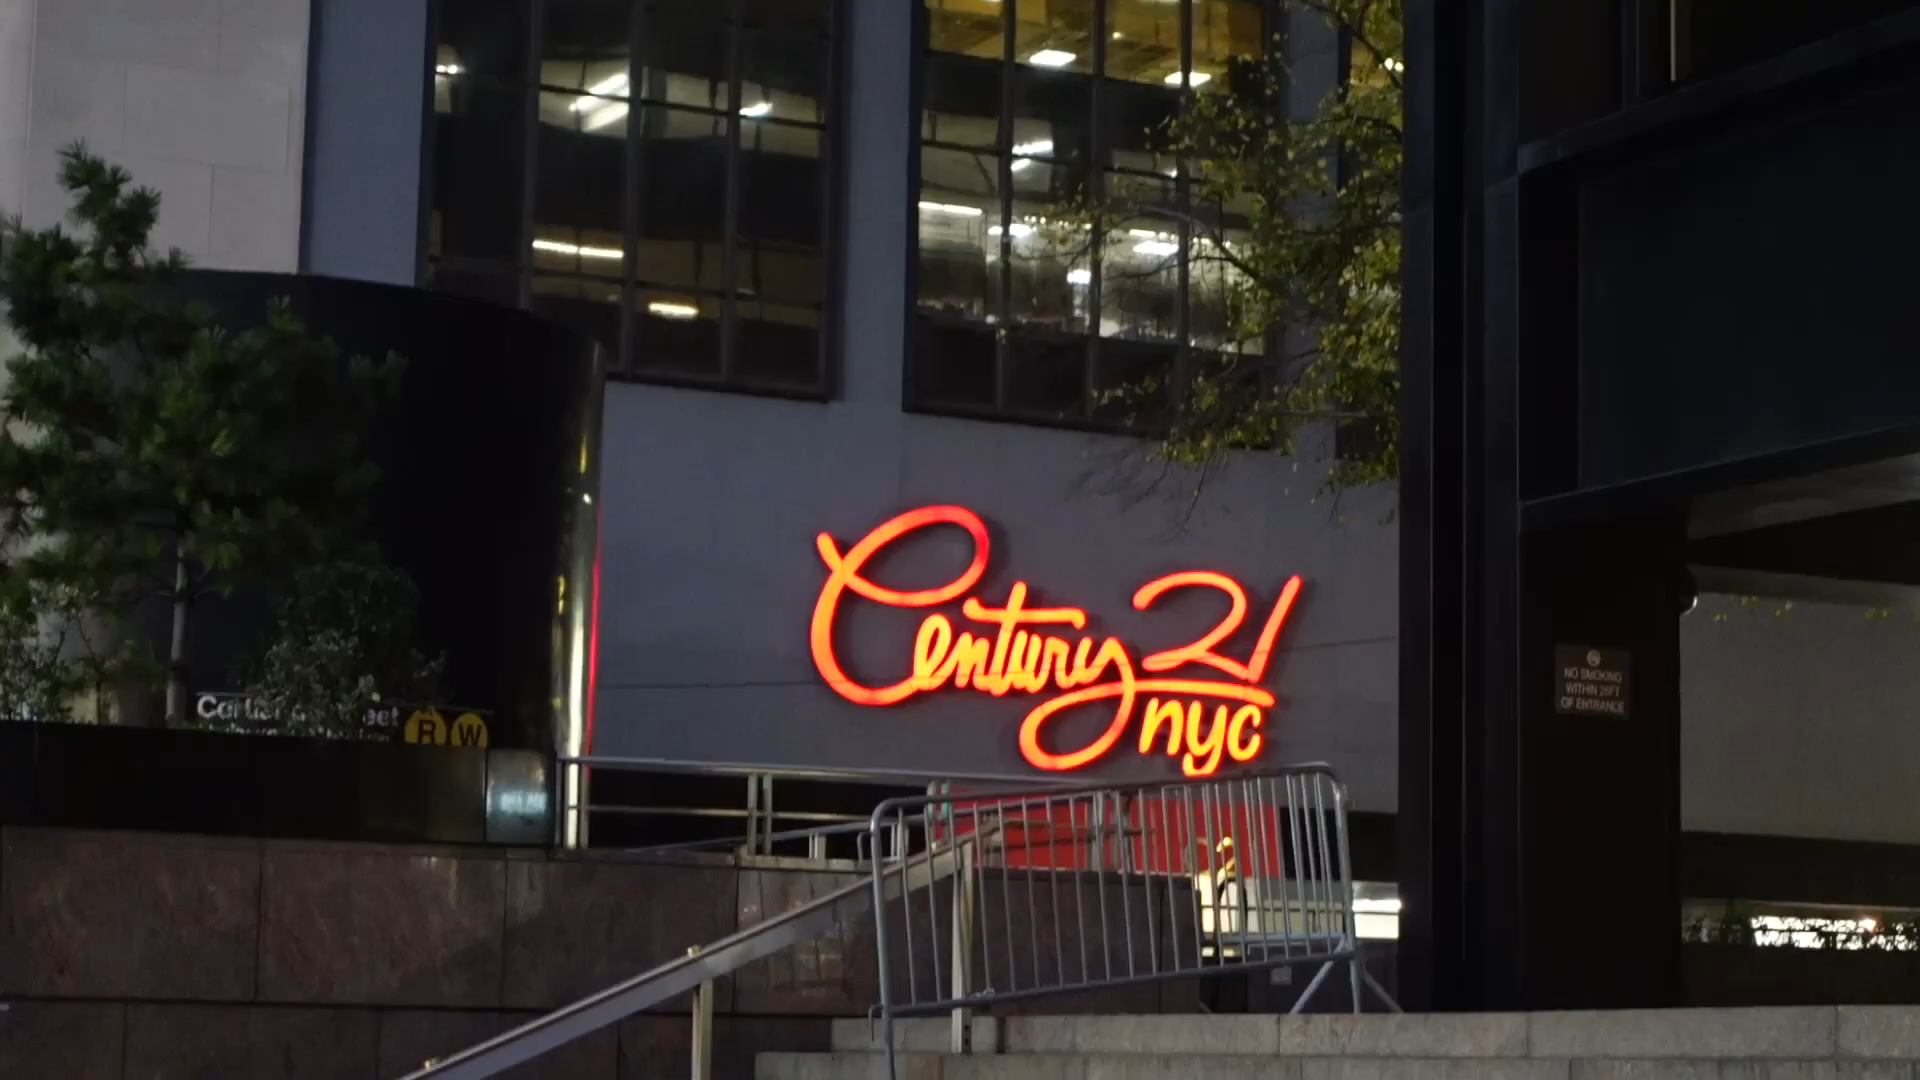 Century 21
nyc
NO SMOKING
WITHIN 25FT
OF ENTRANCE
R W